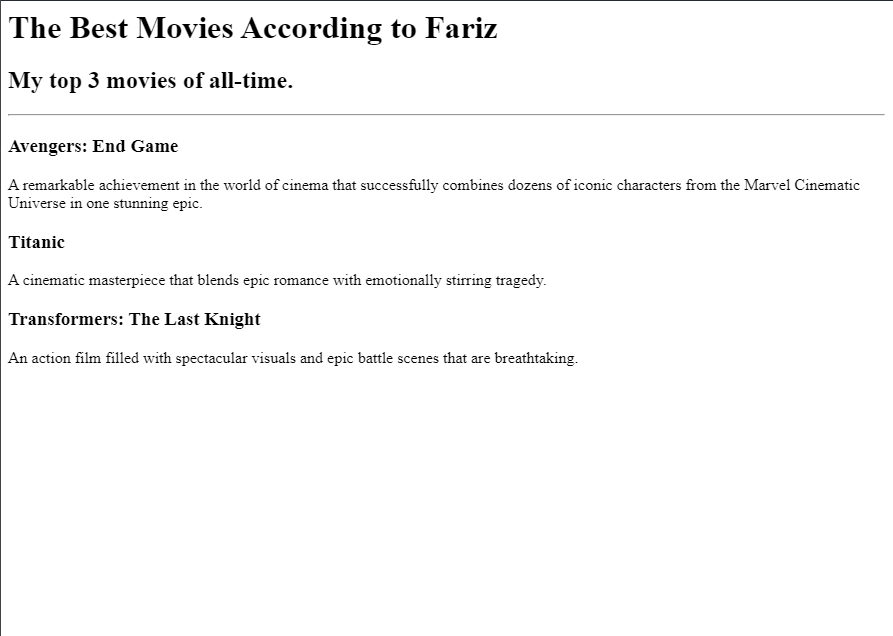 The Best Movies According to Fariz
My top 3 movies of all-time.
Avengers: End Game
A remarkable achievement in the world of cinema that successfully combines dozens of iconic characters from the Marvel Cinematic
Universe in one stunning epic.
Titanic
A cinematic masterpiece that blends epic romance with emotionally stirring tragedy.
Transformers: The Last Knight
An action film filled with spectacular visuals and epic battle scenes that are breathtaking.